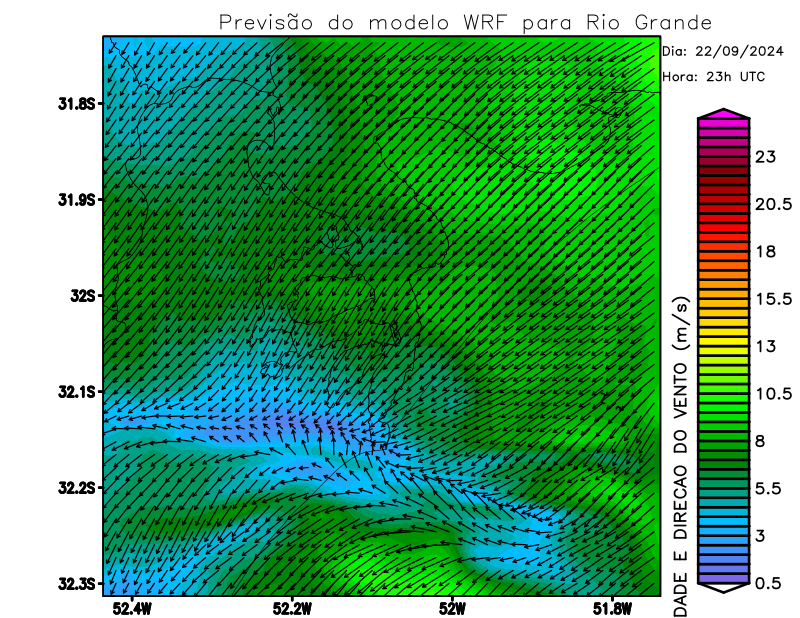 Previsão do modelo WRF para Rio Grande
Dia: 22/09/2024
Hora: 23h UTC
31.8S
31.9S
32S
32.1S
32.2S
32.3S
52.4W
52.2W
52W
51.8W
23
20.5
18
15.5
13
10.5
8
5.5
3
0.5
DADE E DIRECAO DO VENTO (m/s)